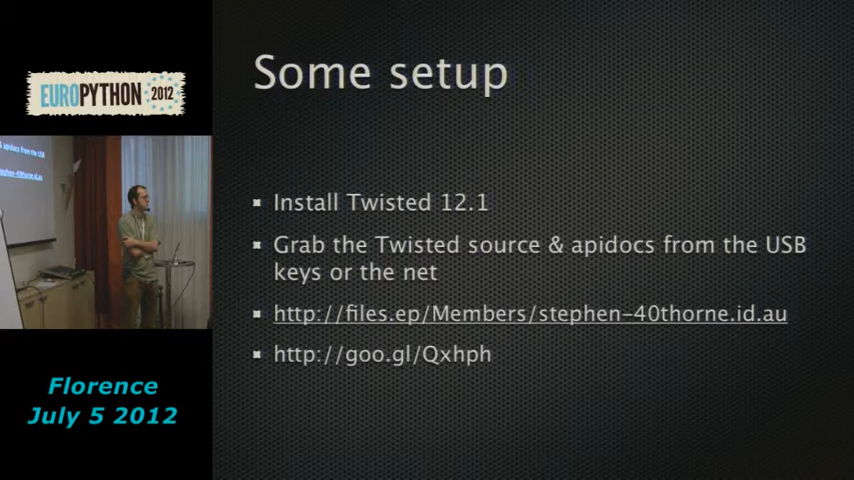 EUROPYTHON 2012
Some setup
Install Twisted 12.1
Grab the Twisted source & apidocs from the USB
keys or the net
http://files.ep/Members/stephen-40thorne.id.au
http://goo.gl/Qxhph
Florence
July 5 2012